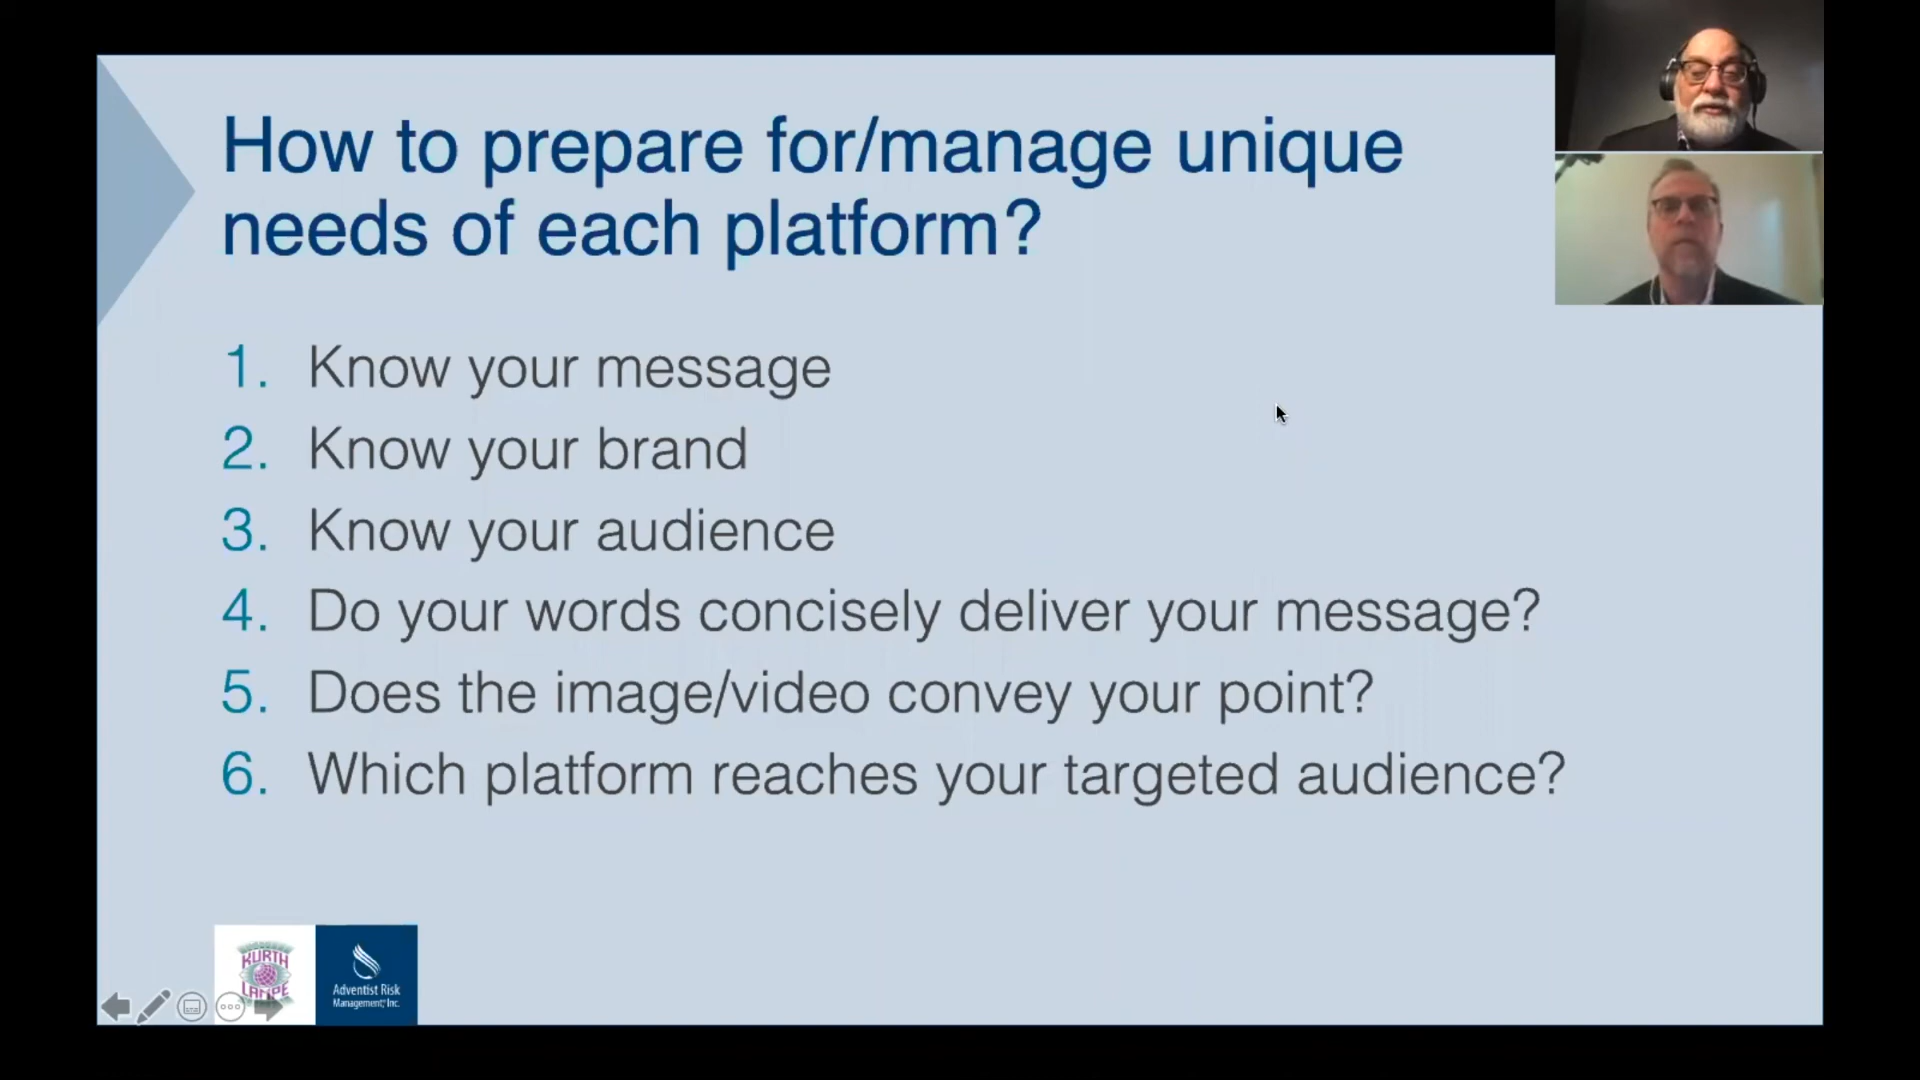 How to prepare for/manage unique
needs of each platform?
1. Know your message
2. Know your brand
3. Know your audience
4. Do your words concisely deliver your message?
5. Does the image/video convey your point?
6. Which platform reaches your targeted audience?
KURTH
LAMPE
Adventist Risk
Management, Inc.